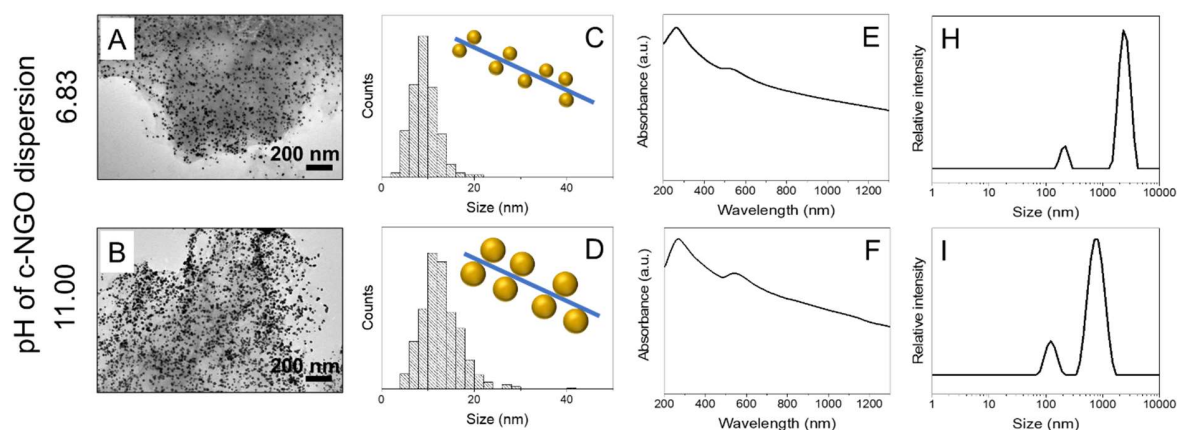 pH of c-NGO dispersion
6.83
11.00
A
200 nm
C
Counts
0 20 40
Size (nm)
E
Absorbance (a.u.)
200 400 600 800 1000 1200
Wavelength (nm)
H
Relative intensity
1 10 100 1000 10000
Size (nm)
B
200 nm
D
Counts
0 20 40
Size (nm)
F
Absorbance (a.u.)
200 400 600 800 1000 1200
Wavelength (nm)
I
Relative intensity
1 10 100 1000 10000
Size (nm)